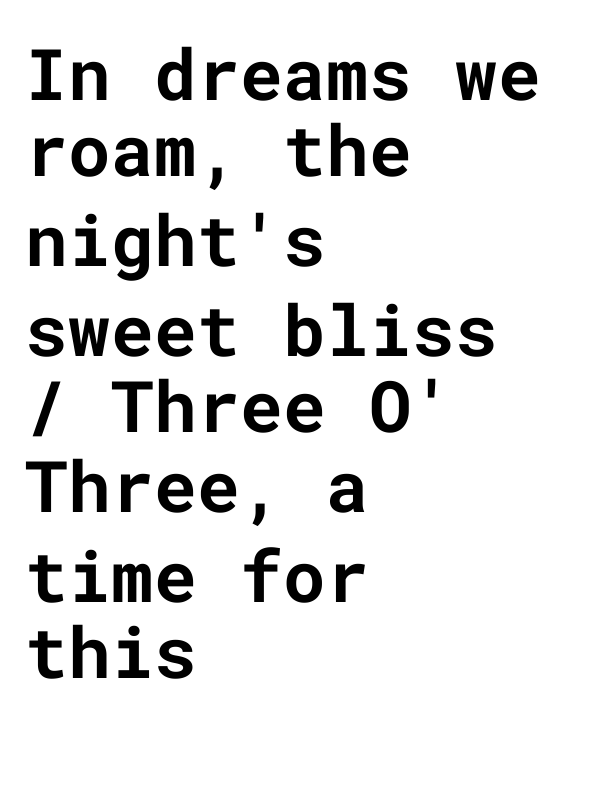 In dreams we
roam, the
night's
sweet bliss
/ Three O'
Three, a
time for
this